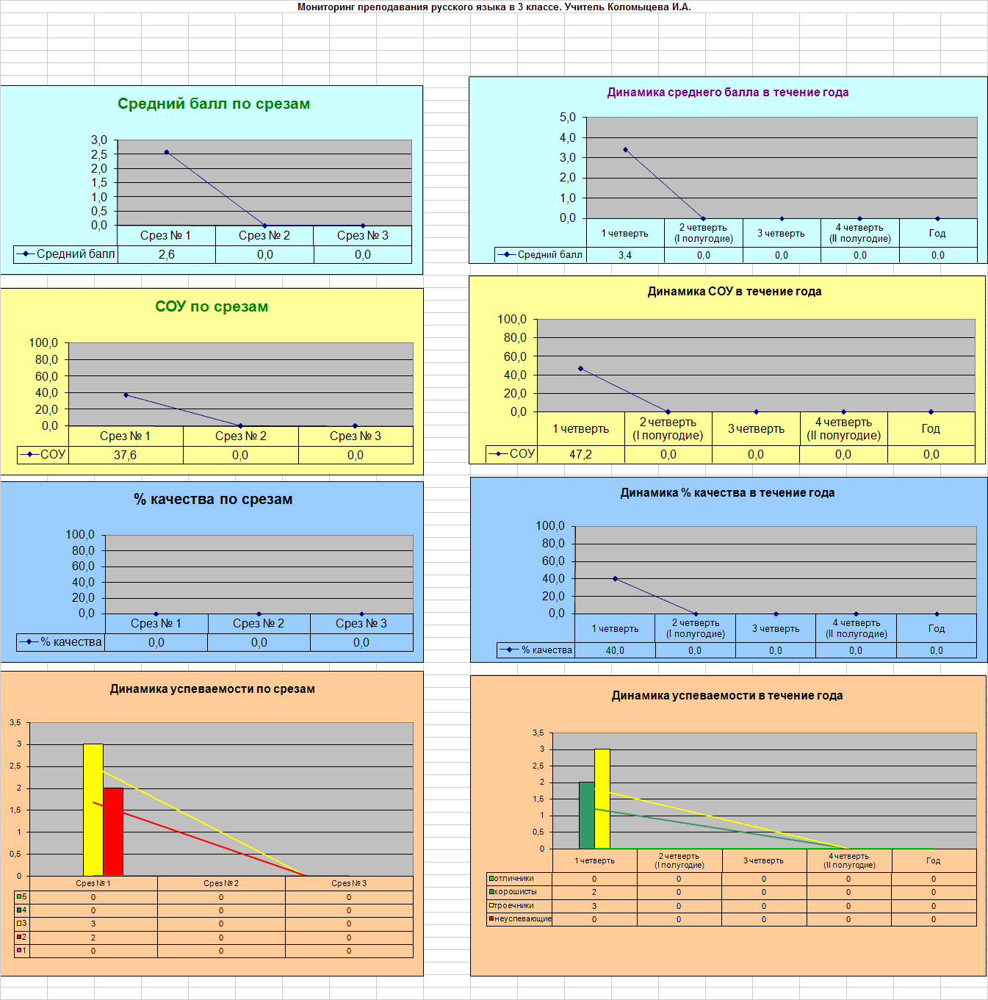 Мониторинг преподавания русского языка в 3 классе. Учитель Коломыцева И.А.
Средний балл по срезам
3,0
2,5
2,0
1,5
1,0
0,5
0,0
Срез № 1 Срез № 2 Срез № 3
Средний балл 2,6 0,0 0,0
Динамика среднего балла в течение года
5,0
4,0
3,0
2,0
1,0
0,0
1 четверть 2 четверть (I полугодие) 3 четверть 4 четверть (II полугодие) Год
Средний балл 3,4 0,0 0,0 0,0 0,0
СОУ по срезам
100,0
80,0
60,0
40,0
20,0
0,0
Срез № 1 Срез № 2 Срез № 3
СОУ 37,6 0,0 0,0
Динамика СОУ в течение года
100,0
80,0
60,0
40,0
20,0
0,0
1 четверть 2 четверть (I полугодие) 3 четверть 4 четверть (II полугодие) Год
СОУ 47,2 0,0 0,0 0,0 0,0
% качества по срезам
100,0
80,0
60,0
40,0
20,0
0,0
Срез № 1 Срез № 2 Срез № 3
% качества 0,0 0,0 0,0
Динамика % качества в течение года
100,0
80,0
60,0
40,0
20,0
0,0
1 четверть 2 четверть (I полугодие) 3 четверть 4 четверть (II полугодие) Год
% качества 40,0 0,0 0,0 0,0 0,0
Динамика успеваемости по срезам
3,5
3
2,5
2
1,5
1
0,5
0
Срез № 1 Срез № 2 Срез № 3
5 0 0 0
4 0 0 0
3 3 0 0
2 2 0 0
1 0 0 0
Динамика успеваемости в течение года
3,5
3
2,5
2
1,5
1
0,5
0
1 четверть 2 четверть (I полугодие) 3 четверть 4 четверть (II полугодие) Год
отличники 0 0 0 0 0
хорошисты 2 0 0 0 0
троечники 3 0 0 0 0
неуспевающие 0 0 0 0 0